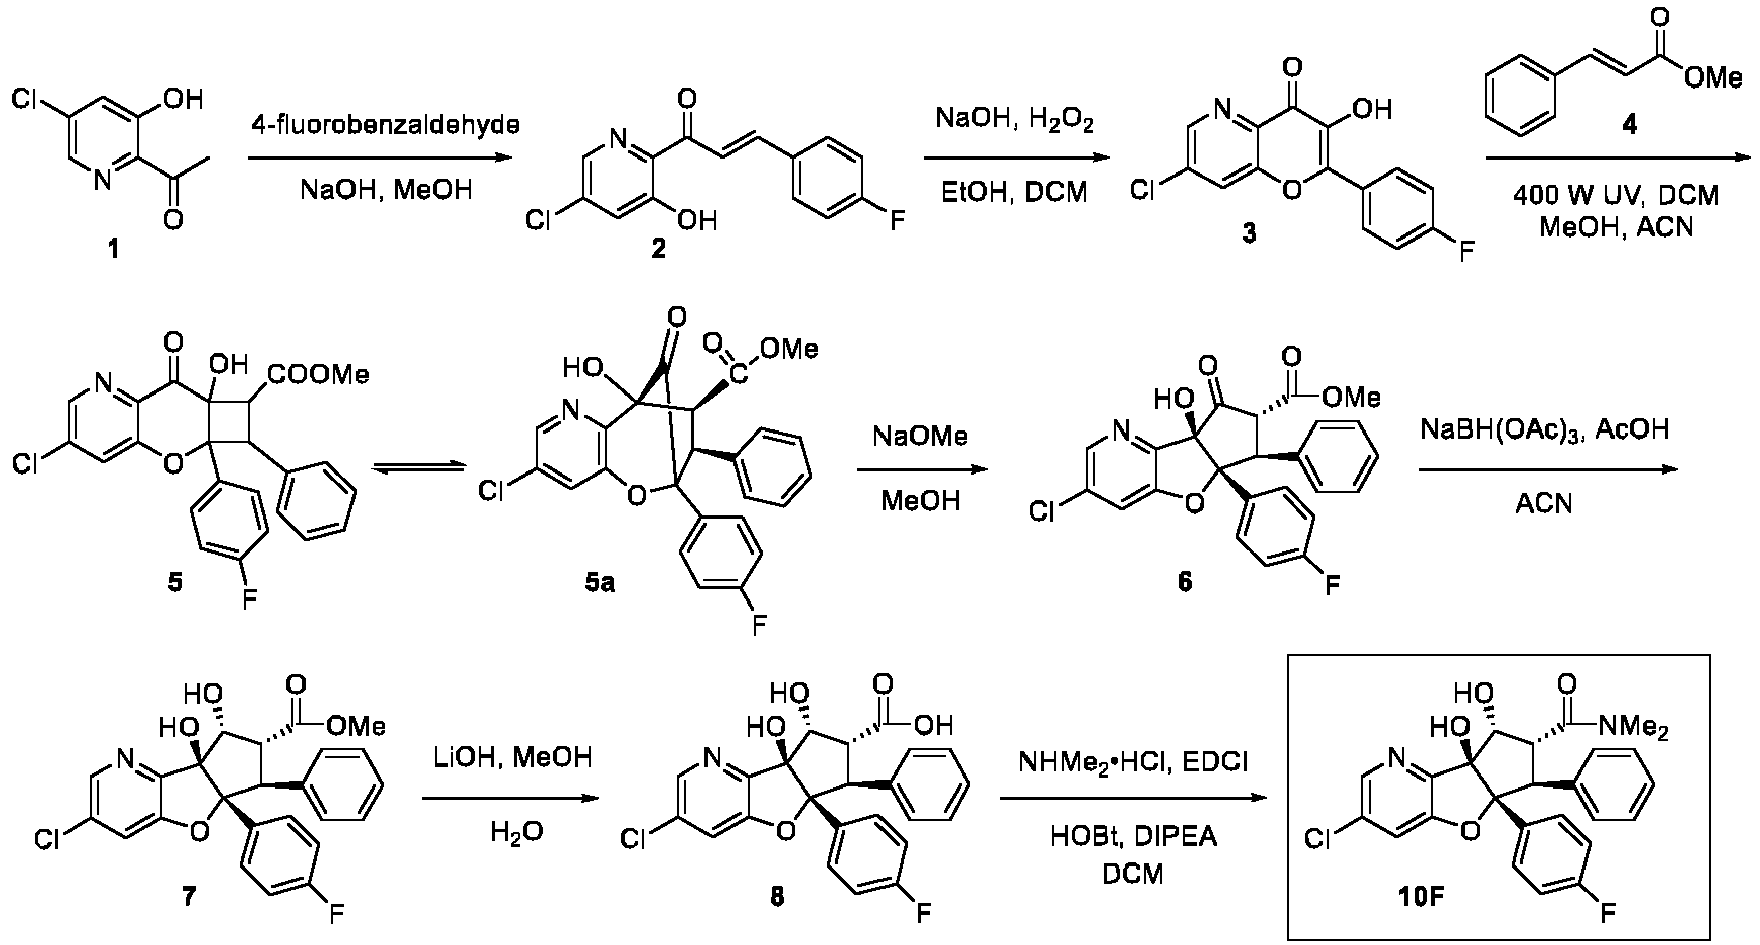 Cl
OH
N
O
1
4-fluorobenzaldehyde
NaOH, MeOH
O
N
Cl
OH
F
2
NaOH, H₂O₂
EtOH, DCM
O
N
OH
Cl
O
F
3
O
OMe
4
400 W UV, DCM
MeOH, ACN
O
OH
N
COOMe
Cl
O
F
5
O
HO
O
OMe
C
N
Cl
O
F
5a
NaOMe
MeOH
O
HO
O
OMe
N
Cl
O
F
6
NaBH(OAc)₃, AcOH
ACN
HO
HO
O
OMe
N
Cl
O
F
7
LiOH, MeOH
H₂O
HO
HO
O
OH
N
Cl
O
F
8
NHMe₂•HCl, EDCI
HOBt, DIPEA
DCM
HO
HO
O
NMe₂
N
Cl
O
F
10F